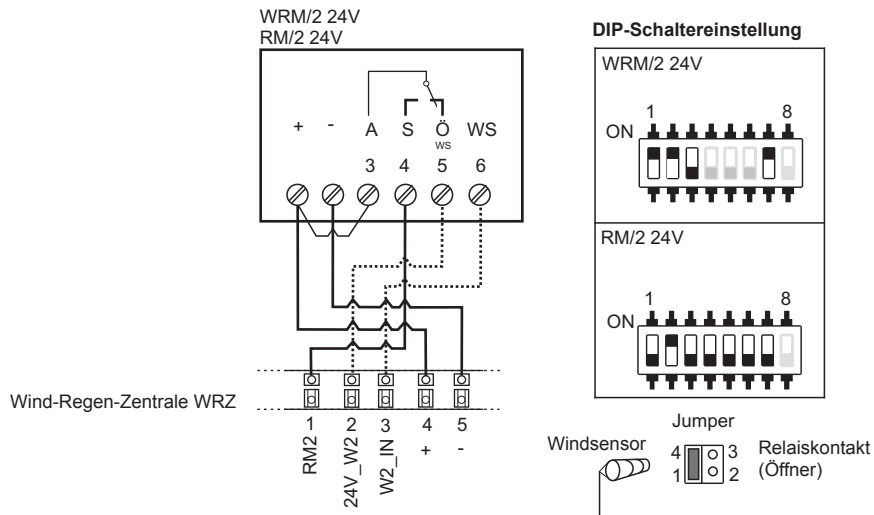 WRM/2 24V
RM/2 24V
+ - A S Ö WS
ws
3 4 5 6
Wind-Regen-Zentrale WRZ
1 2 3 4 5
RM2 24V_W2 W2_IN + -
DIP-Schaltereinstellung
WRM/2 24V
1 8
ON
RM/2 24V
1 8
ON
Jumper
Windsensor
4 3
1 2
Relaiskontakt
(Öffner)